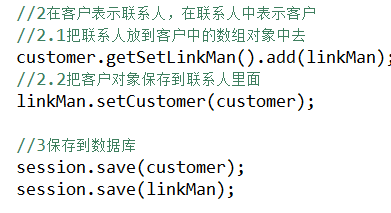 //2在客户表示联系人，在联系人中表示客户
//2.1把联系人放到客户中的数组对象中去
customer.getSetLinkMan().add(linkMan);
//2.2把客户对象保存到联系人里面
linkMan.setCustomer(customer);
//3保存到数据库
session.save(customer);
session.save(linkMan);